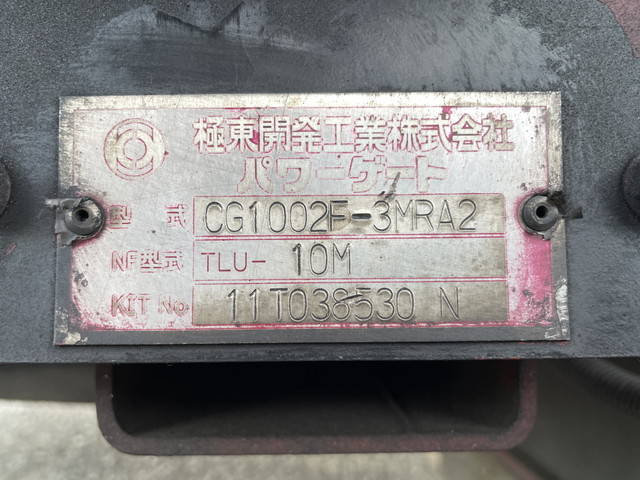 極東開発工業株式会社
パワーゲート
型 式 CG1002F-3MRA2
NF型式 TLU- 10M
KIT No 11T038530 N